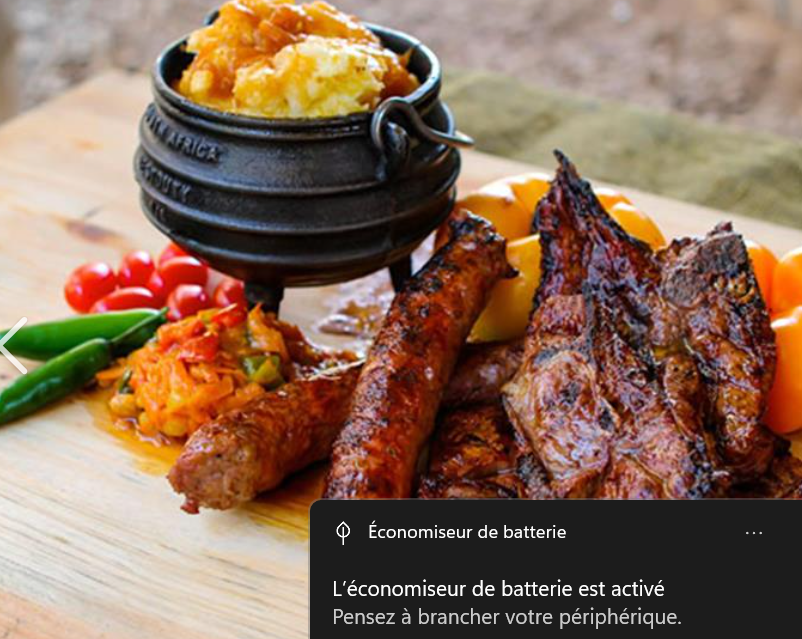 AFRICA
Économiseur de batterie
L'économiseur de batterie est activé
Pensez à brancher votre périphérique.